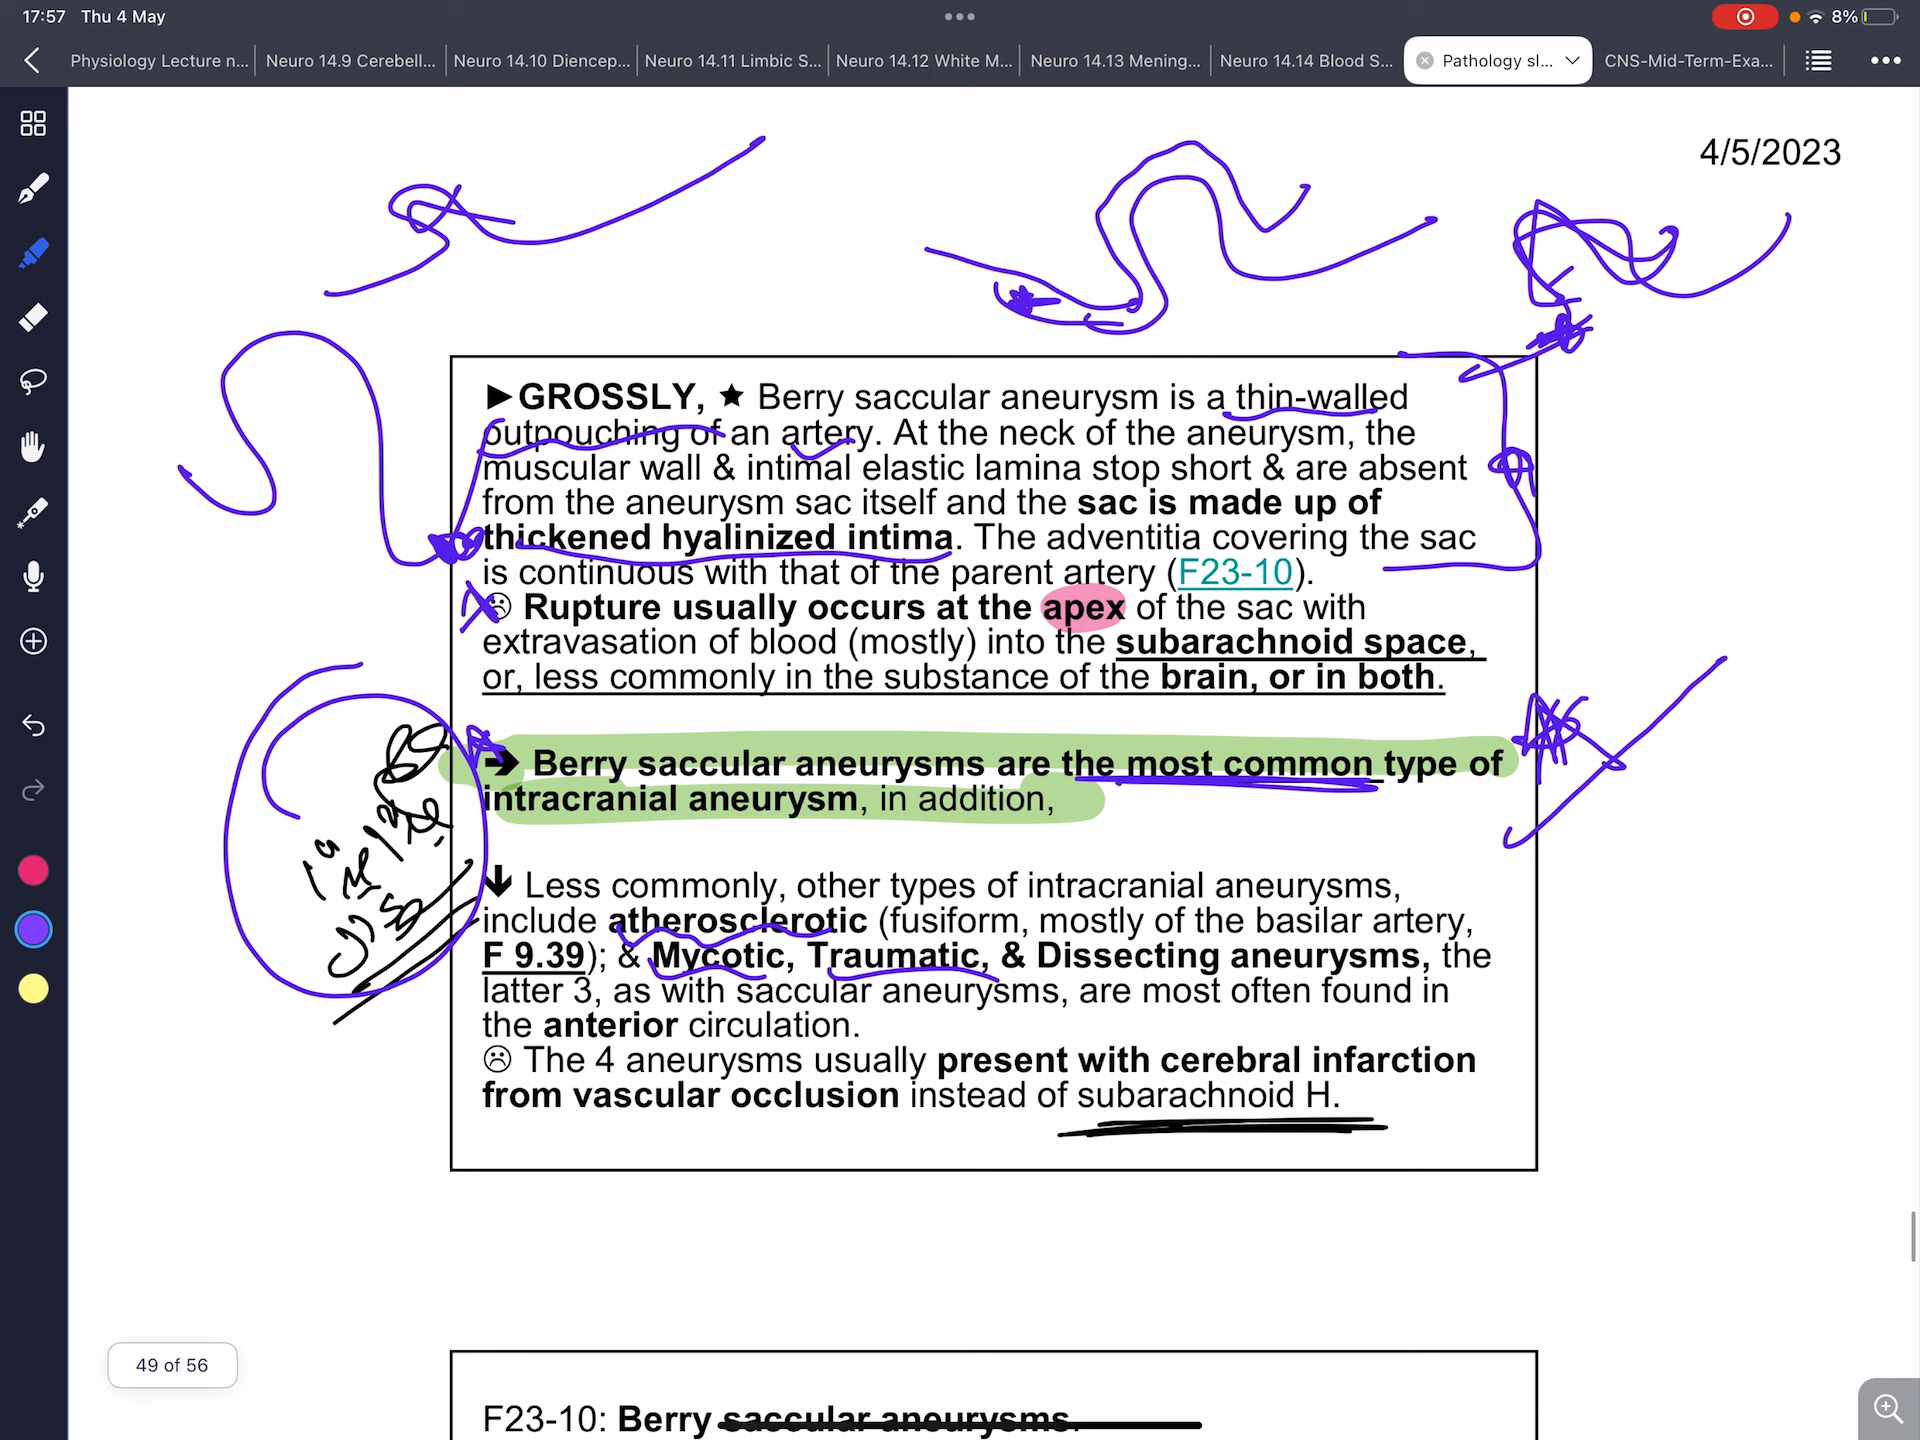 17:57 Thu 4 May
8%
Physiology Lecture n...
Neuro 14.9 Cerebell...
Neuro 14.10 Diencep...
Neuro 14.11 Limbic S...
Neuro 14.12 White M...
Neuro 14.13 Mening...
Neuro 14.14 Blood S...
Pathology sl...
CNS-Mid-Term-Exa...
4/5/2023
►GROSSLY, ★ Berry saccular aneurysm is a thin-walled
outpouching of an artery. At the neck of the aneurysm, the
muscular wall & intimal elastic lamina stop short & are absent
from the aneurysm sac itself and the sac is made up of
thickened hyalinized intima. The adventitia covering the sac
is continuous with that of the parent artery (F23-10).
☹ Rupture usually occurs at the apex of the sac with
extravasation of blood (mostly) into the subarachnoid space,
or, less commonly in the substance of the brain, or in both.
➔ Berry saccular aneurysms are the most common type of
intracranial aneurysm, in addition,
🡻 Less commonly, other types of intracranial aneurysms,
include atherosclerotic (fusiform, mostly of the basilar artery,
F 9.39); & Mycotic, Traumatic, & Dissecting aneurysms, the
latter 3, as with saccular aneurysms, are most often found in
the anterior circulation.
☹ The 4 aneurysms usually present with cerebral infarction
from vascular occlusion instead of subarachnoid H.
49 of 56
F23-10: Berry saccular aneurysms.